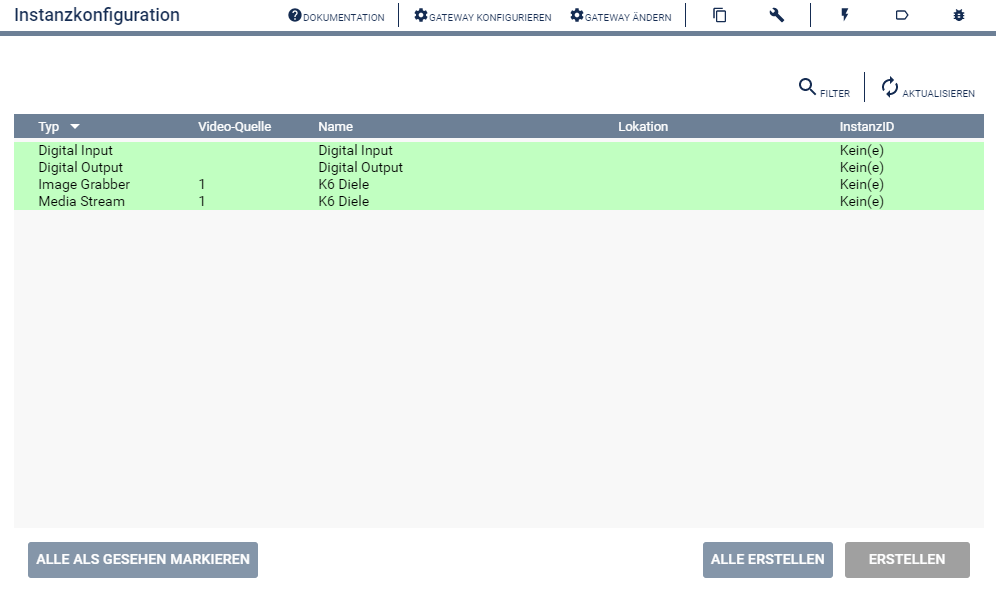 Instanzkonfiguration DOKUMENTATION GATEWAY KONFIGURIEREN GATEWAY ÄNDERN
FILTER AKTUALISIEREN
Typ Video-Quelle Name Lokation InstanzID
Digital Input Digital Input Kein(e)
Digital Output Digital Output Kein(e)
Image Grabber 1 K6 Diele Kein(e)
Media Stream 1 K6 Diele Kein(e)
ALLE ALS GESEHEN MARKIEREN ALLE ERSTELLEN ERSTELLEN